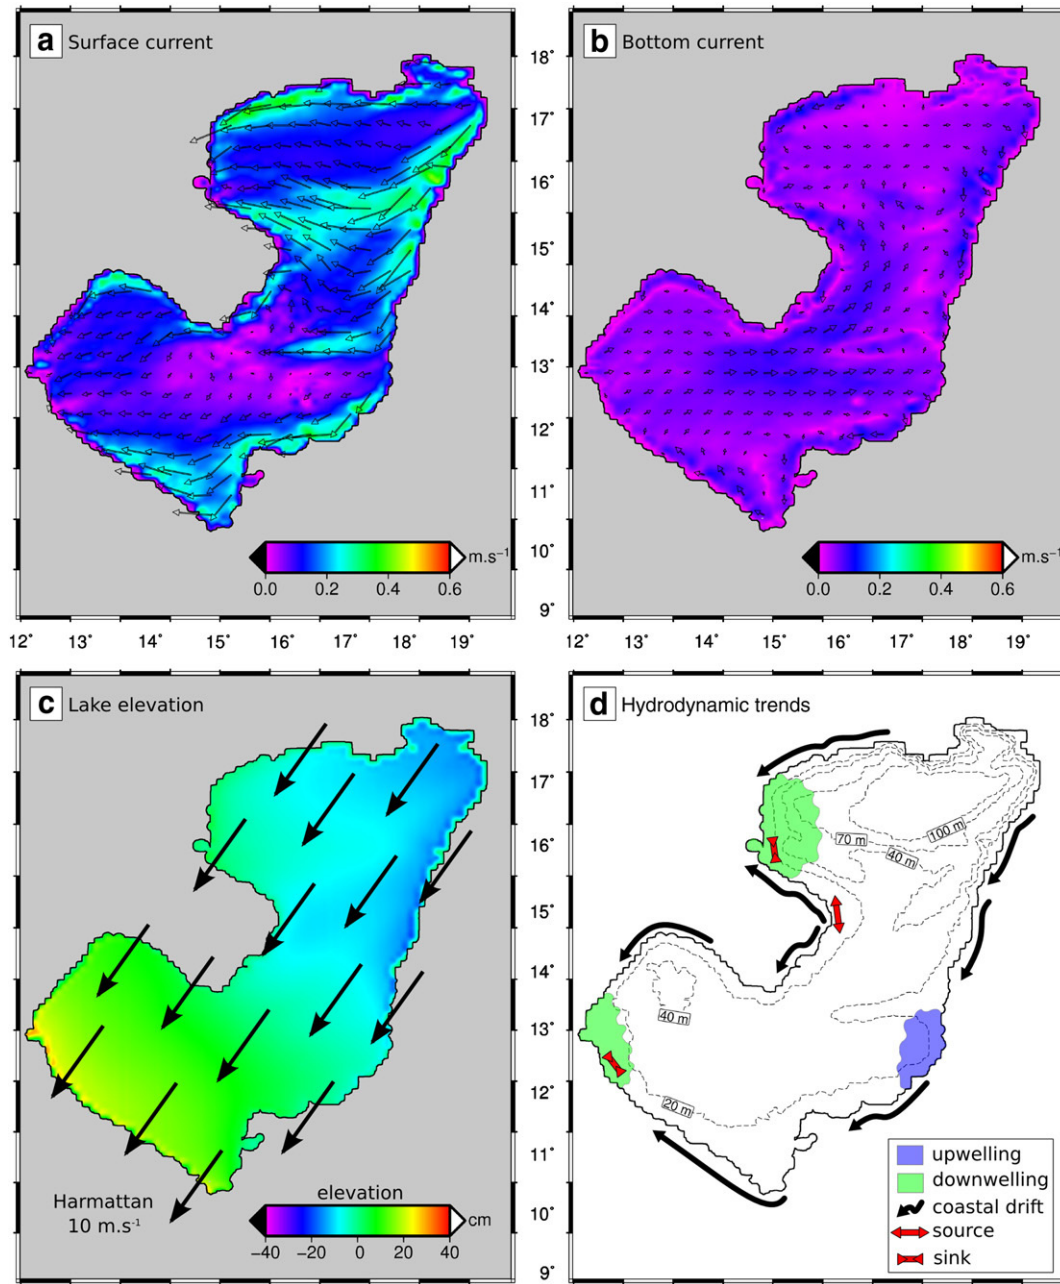 a Surface current
b Bottom current
18°
17°
16°
15°
14°
13°
12°
11°
10°
9°
0.0 0.2 0.4 0.6 m.s⁻¹
0.0 0.2 0.4 0.6 m.s⁻¹
12° 13° 14° 15° 16° 17° 18° 19°
12° 13° 14° 15° 16° 17° 18° 19°
c Lake elevation
d Hydrodynamic trends
18°
17°
16°
15°
14°
13°
12°
11°
10°
9°
Harmattan
10 m.s⁻¹
elevation
−40 −20 0 20 40 cm
100 m
70 m
40 m
40 m
20 m
upwelling
downwelling
coastal drift
source
sink